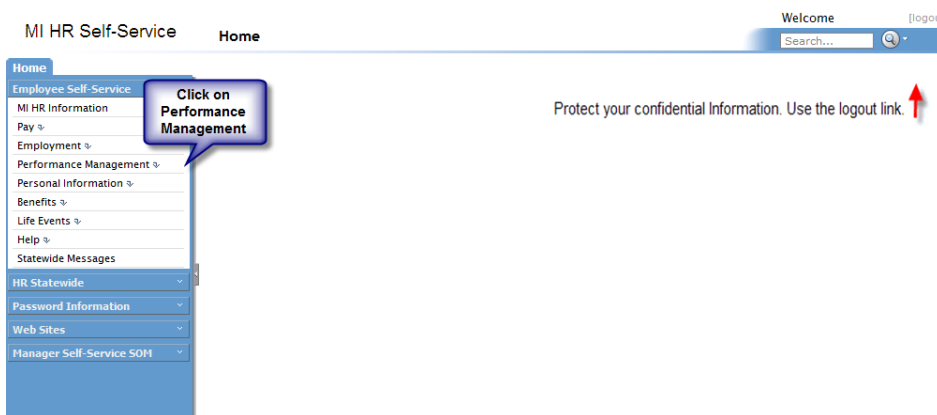 Welcome [logou
MI HR Self-Service Home
Search...
Home
Employee Self-Service
MI HR Information
Pay
Employment
Performance Management
Personal Information
Benefits
Life Events
Help
Statewide Messages
HR Statewide
Password Information
Web Sites
Manager Self-Service SOM
Click on
Performance
Management
Protect your confidential Information. Use the logout link.